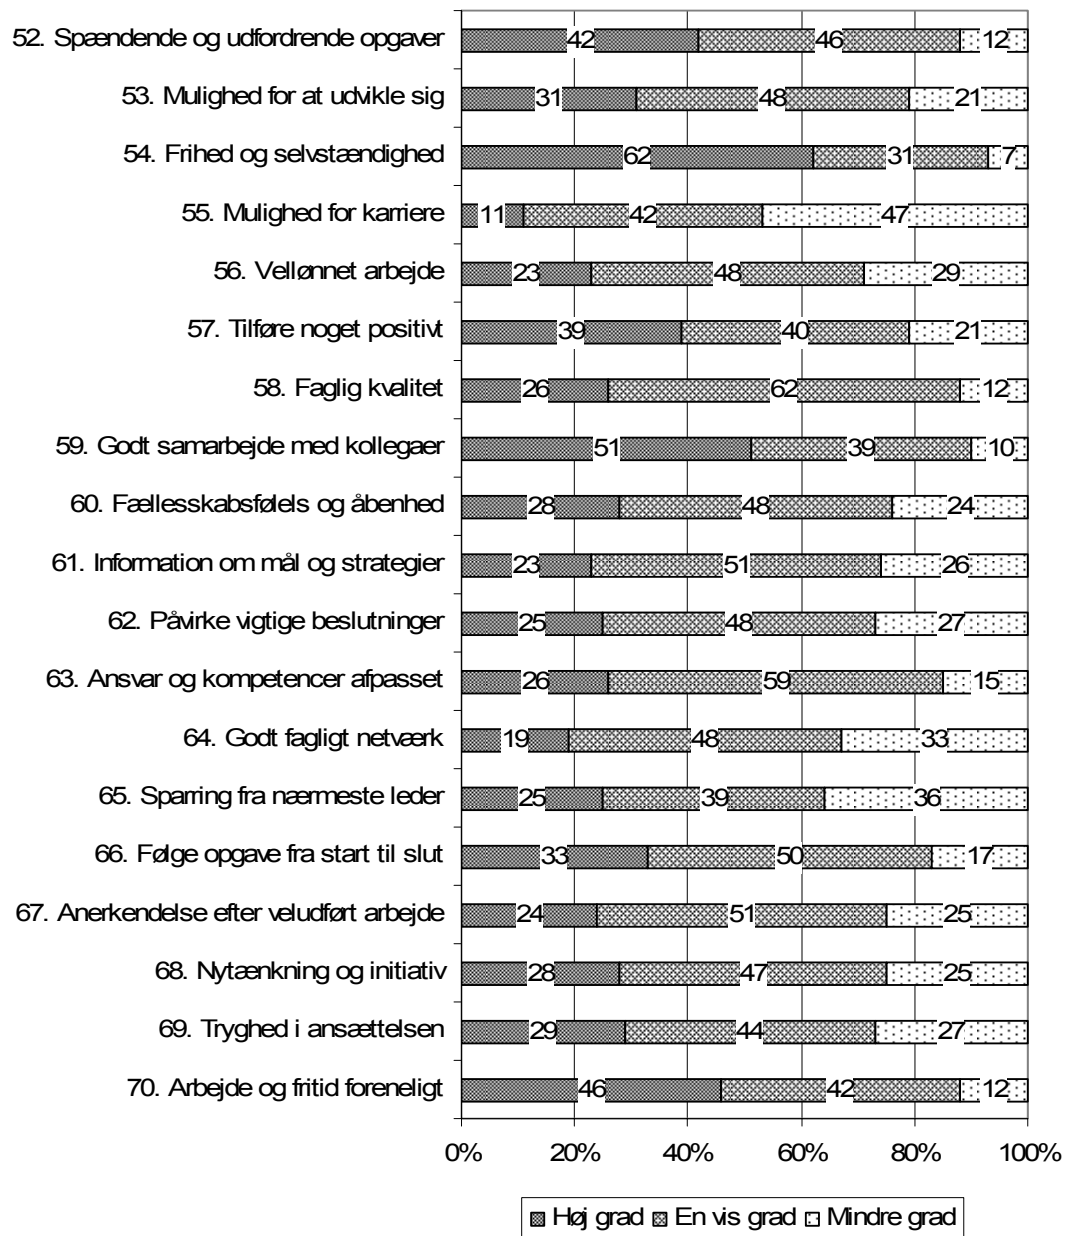 52. Spændende og udfordrende opgaver 42 46 12
53. Mulighed for at udvikle sig 31 48 21
54. Frihed og selvstændighed 62 31 7
55. Mulighed for karriere 11 42 47
56. Vellønnet arbejde 23 48 29
57. Tilføre noget positivt 39 40 21
58. Faglig kvalitet 26 62 12
59. Godt samarbejde med kollegaer 51 39 10
60. Fællesskabsfølels og åbenhed 28 48 24
61. Information om mål og strategier 23 51 26
62. Påvirke vigtige beslutninger 25 48 27
63. Ansvar og kompetencer afpasset 26 59 15
64. Godt fagligt netværk 19 48 33
65. Sparring fra nærmeste leder 25 39 36
66. Følge opgave fra start til slut 33 50 17
67. Anerkendelse efter veludført arbejde 24 51 25
68. Nytænkning og initiativ 28 47 25
69. Tryghed i ansættelsen 29 44 27
70. Arbejde og fritid foreneligt 46 42 12
0% 20% 40% 60% 80% 100%
Høj grad En vis grad Mindre grad